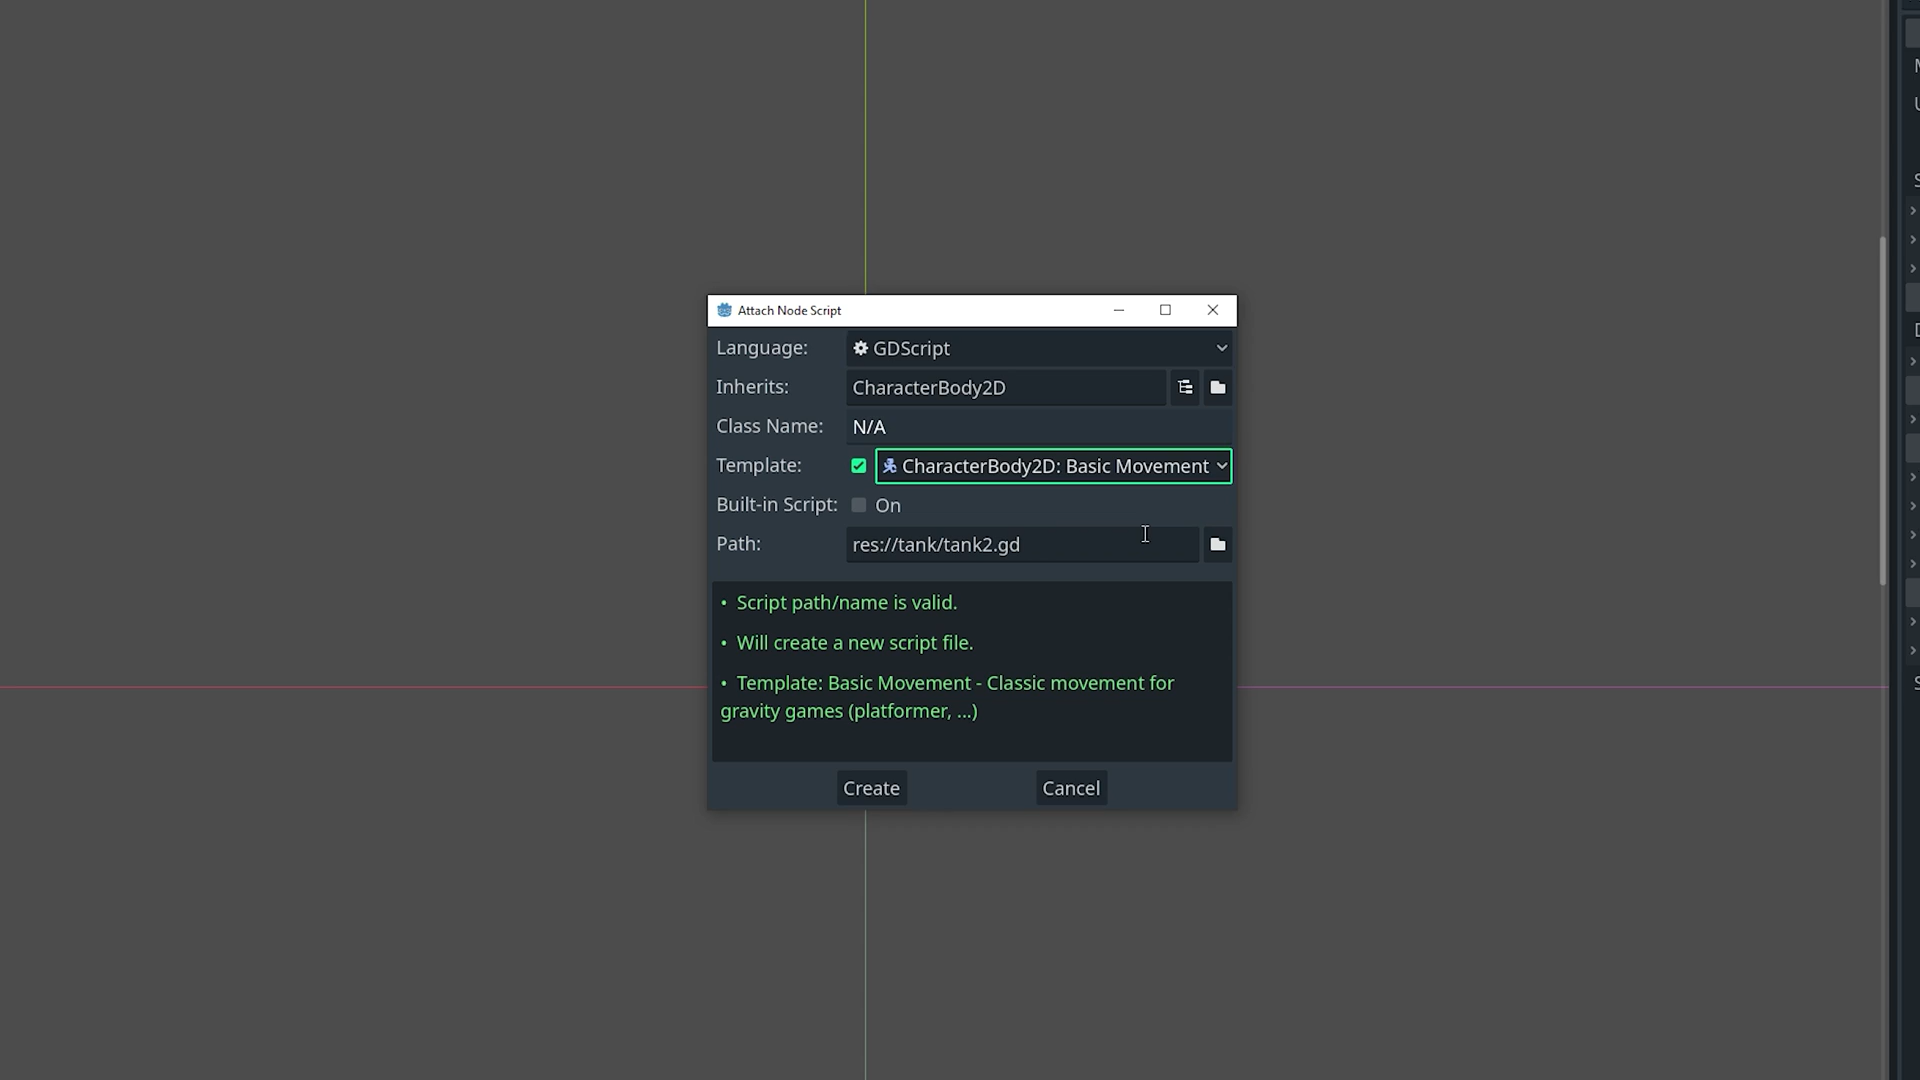 Attach Node Script
Language: GDScript
Inherits: CharacterBody2D
Class Name: N/A
Template: CharacterBody2D: Basic Movement
Built-in Script: On
Path: res://tank/tank2.gd
• Script path/name is valid.
• Will create a new script file.
• Template: Basic Movement - Classic movement for
gravity games (platformer, ...)
Create Cancel